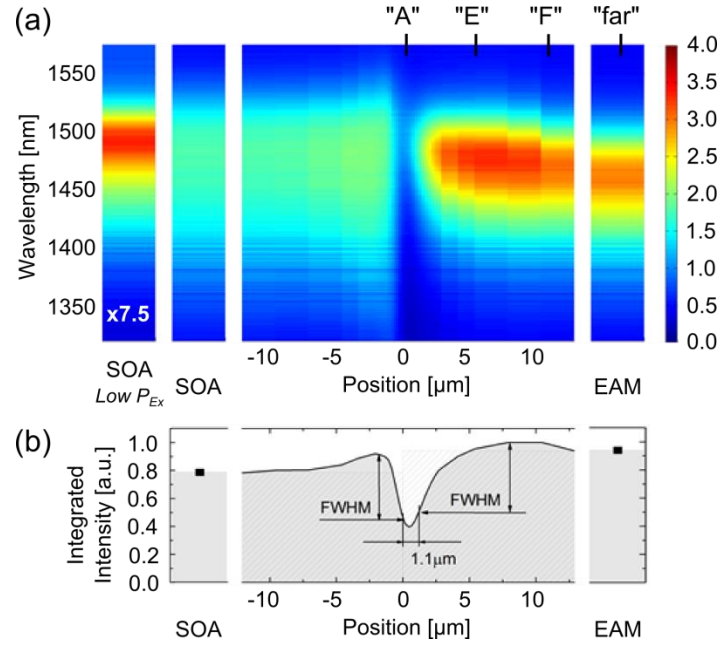 (a)
"A" "E" "F" "far"
Wavelength [nm]
1550
1500
1450
1400
1350
x7.5
4.0
3.5
3.0
2.5
2.0
1.5
1.0
0.5
0.0
-10 -5 0 5 10
SOA
Low P_Ex
SOA
Position [µm]
EAM
(b)
Integrated
Intensity [a.u.]
1.0
0.8
0.6
0.4
0.2
0.0
FWHM
FWHM
1.1µm
-10 -5 0 5 10
SOA
Position [µm]
EAM